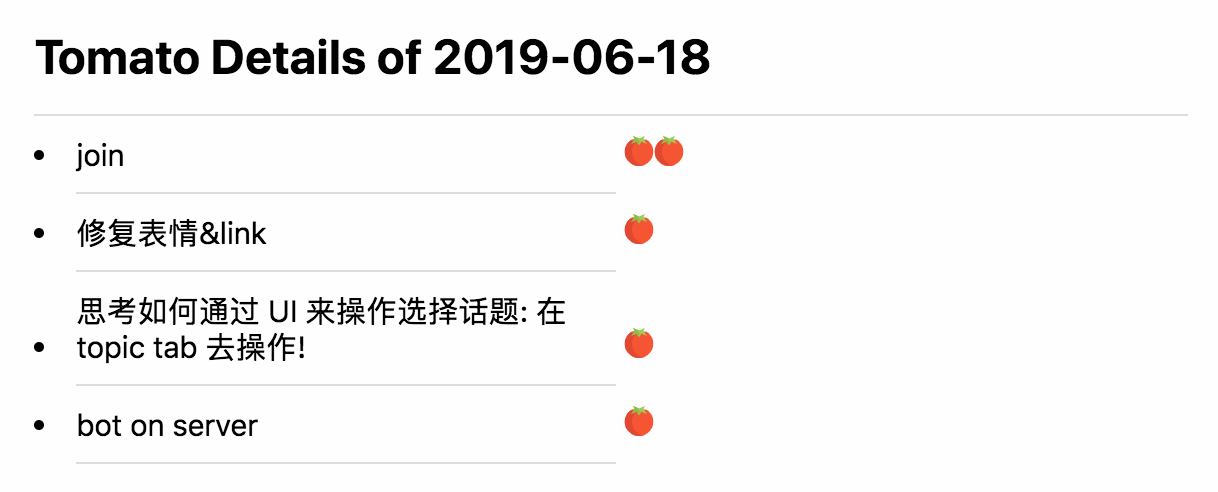 Tomato Details of 2019-06-18
join 🍅🍅
修复表情&link 🍅
思考如何通过 UI 来操作选择话题: 在
topic tab 去操作! 🍅
bot on server 🍅